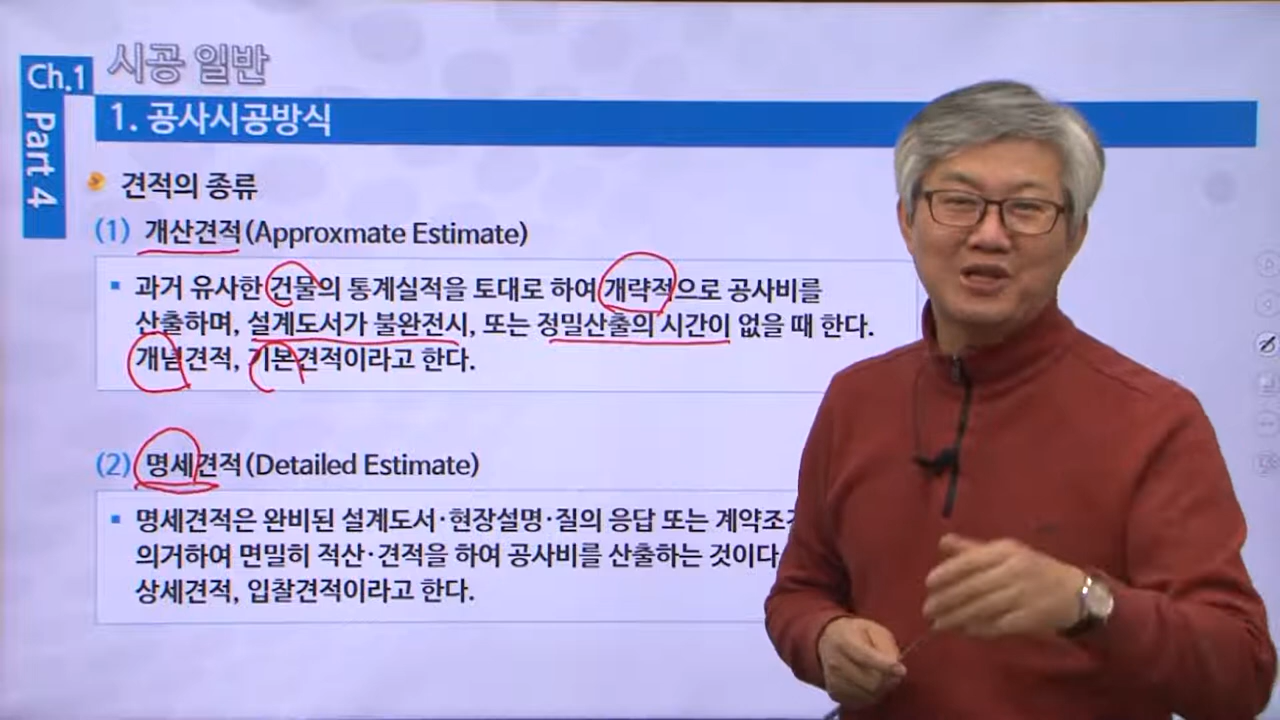 시공 일반
Ch.1
Part 4
1. 공사시공방식
견적의 종류
(1) 개산견적(Approxmate Estimate)
▪ 과거 유사한 건물의 통계실적을 토대로 하여 개략적으로 공사비를
산출하며, 설계도서가 불완전시, 또는 정밀산출의 시간이 없을 때 한다.
개념견적, 기본견적이라고 한다.
(2) 명세견적(Detailed Estimate)
▪ 명세견적은 완비된 설계도서·현장설명·질의 응답 또는 계약조
의거하여 면밀히 적산·견적을 하여 공사비를 산출하는 것이다
상세견적, 입찰견적이라고 한다.